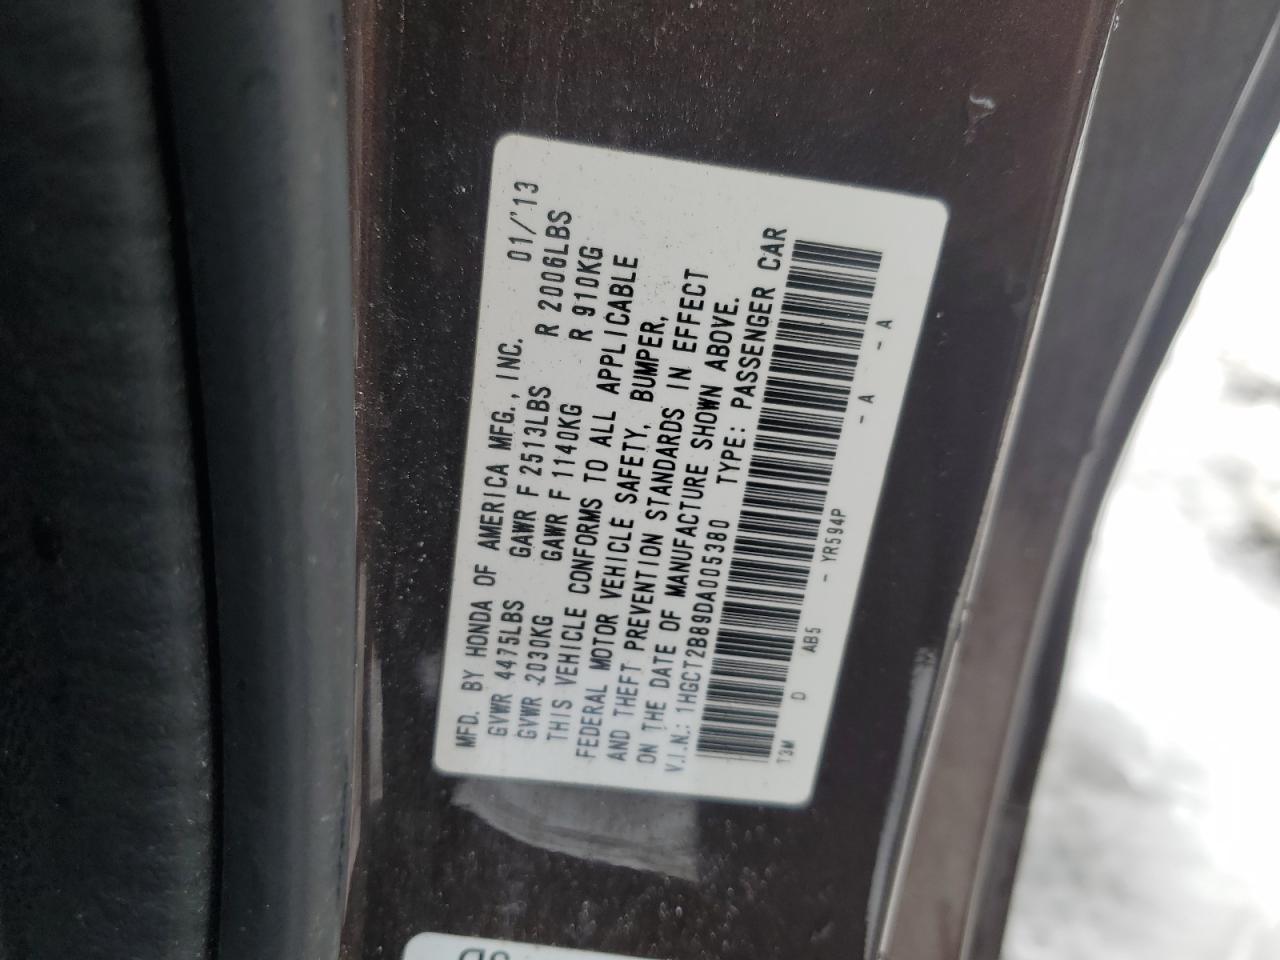 MFD. BY HONDA OF AMERICA MFG., INC. 01/'13
GVWR 4475LBS GAWR F 2513LBS R 2006LBS
GVWR 2030KG GAWR F 1140KG R 910KG
THIS VEHICLE CONFORMS TO ALL APPLICABLE
FEDERAL MOTOR VEHICLE SAFETY, BUMPER,
AND THEFT PREVENTION STANDARDS IN EFFECT
ON THE DATE OF MANUFACTURE SHOWN ABOVE.
V.I.N.: 1HGCT2B89DA005380 TYPE: PASSENGER CAR
T3M D AB5 - YR594P - A - A